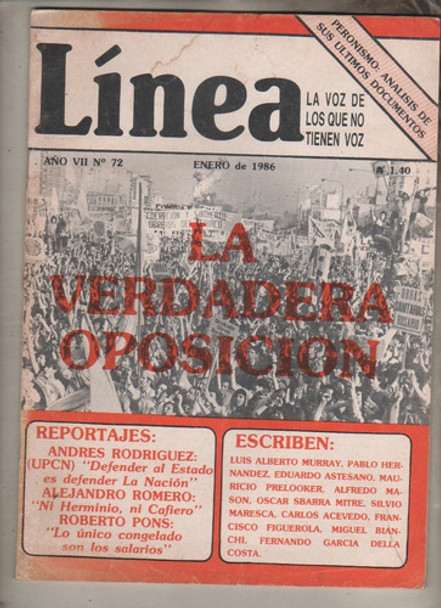 PERONISMO: ANALISIS DE
SUS ULTIMOS DOCUMENTOS
Línea
LA VOZ DE
LOS QUE NO
TIENEN VOZ
AÑO VII Nº 72
ENERO de 1986
A 1.40
LA
VERDADERA
OPOSICION
REPORTAJES:
ANDRES RODRIGUEZ:
(UPCN) "Defender al Estado
es defender La Nación"
ALEJANDRO ROMERO:
"Ni Herminio, ni Cafiero"
ROBERTO PONS:
"Lo único congelado
son los salarios"
ESCRIBEN:
LUIS ALBERTO MURRAY, PABLO HER-
NANDEZ, EDUARDO ASTESANO, MAU-
RICIO PRELOOKER, ALFREDO MA-
SON, OSCAR SBARRA MITRE, SILVIO
MARESCA, CARLOS ACEVEDO, FRAN-
CISCO FIGUEROLA, MIGUEL BIAN-
CHI, FERNANDO GARCIA DELLA
COSTA.